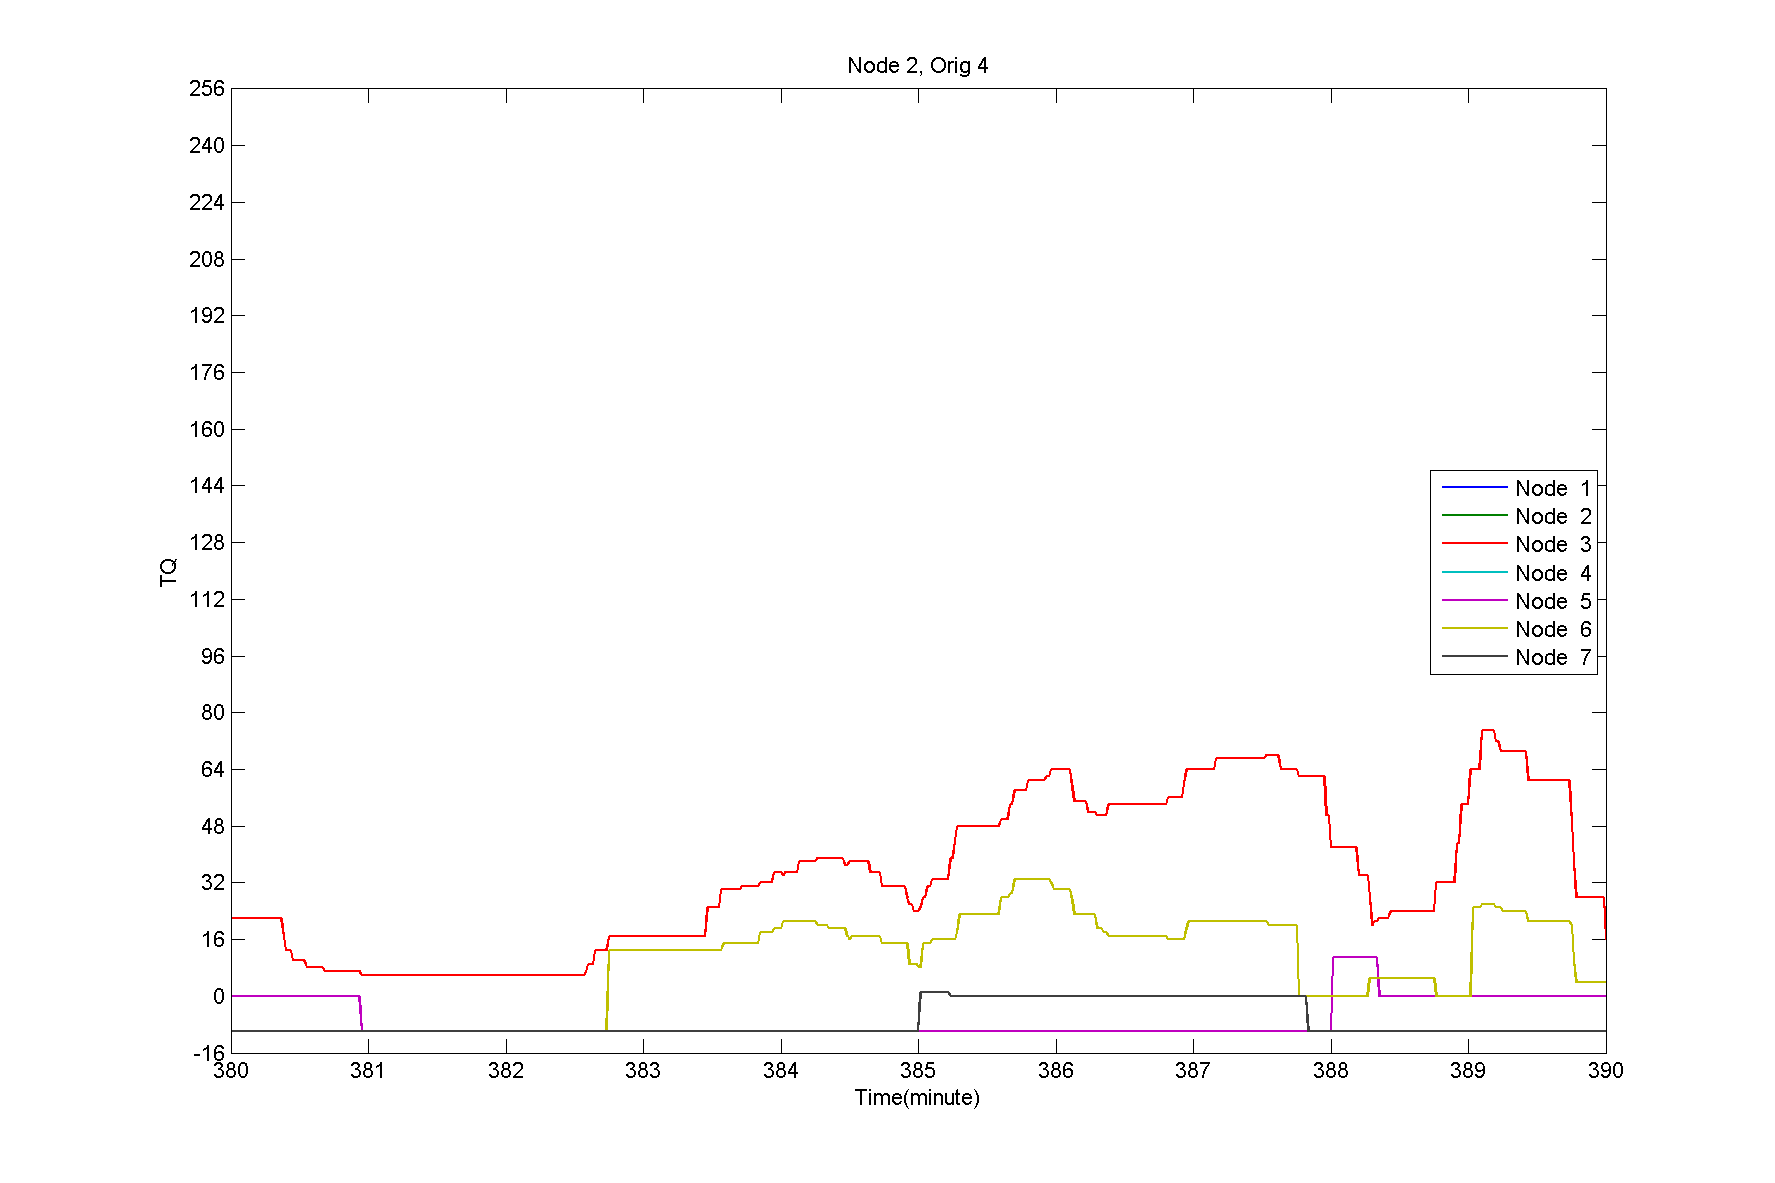 Node 2, Orig 4
256
240
224
208
192
176
160
144
128
112
96
80
64
48
32
16
0
-16
TQ
Node 1
Node 2
Node 3
Node 4
Node 5
Node 6
Node 7
380 381 382 383 384 385 386 387 388 389 390
Time(minute)